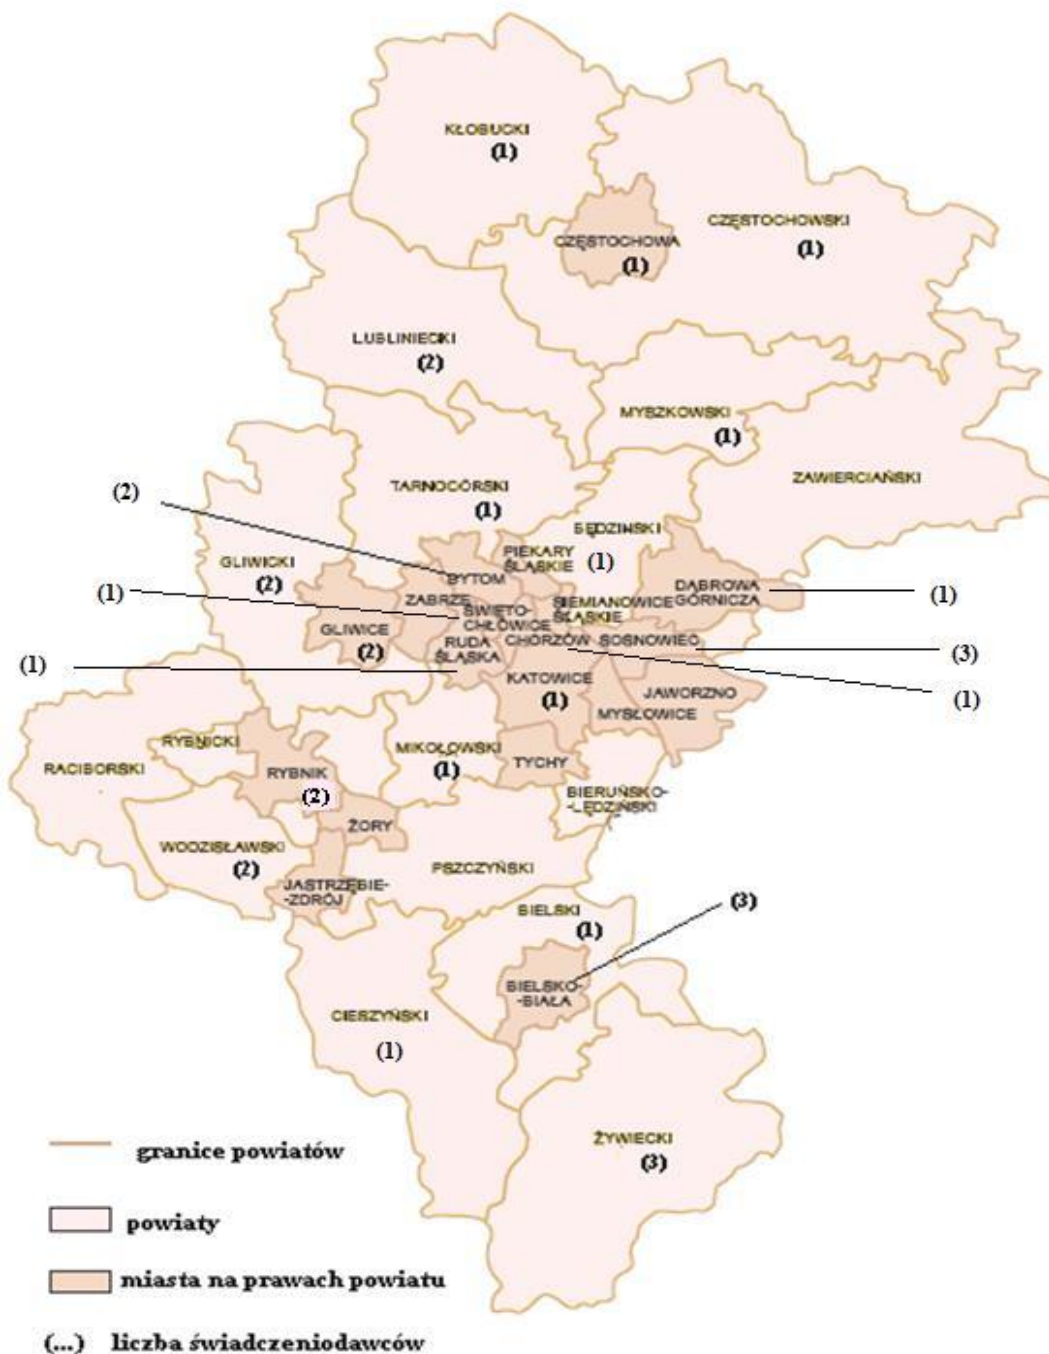 KŁOBUCKI
(1)
CZĘSTOCHOWSKI
(1)
CZĘSTOCHOWA
(1)
LUBLINIECKI
(2)
MYSZKOWSKI
(1)
ZAWIERCIAŃSKI
TARNOGÓRSKI
(1)
(2)
BĘDZIŃSKI
(1)
PIEKARY
ŚLĄSKIE
GLIWICKI
(2)
BYTOM
DĄBROWA
GÓRNICZA
(1)
(1)
ZABRZE
ŚWIĘTO-
CHŁOWICE
SIEMIANOWICE
ŚLĄSKIE
GLIWICE
(2)
RUDA
ŚLĄSKA
CHORZÓW
SOSNOWIEC
(3)
(1)
KATOWICE
(1)
JAWORZNO
(1)
MYSŁOWICE
RYBNICKI
RACIBORSKI
RYBNIK
(2)
MIKOŁOWSKI
(1)
TYCHY
BIERUŃSKO-
-LĘDZIŃSKI
ŻORY
WODZISŁAWSKI
(2)
PSZCZYŃSKI
JASTRZĘBIE-
-ZDRÓJ
BIELSKI
(1)
(3)
BIELSKO-
-BIAŁA
CIESZYŃSKI
(1)
ŻYWIECKI
(3)
granice powiatów
powiaty
miasta na prawach powiatu
(...) liczba świadczeniodawców